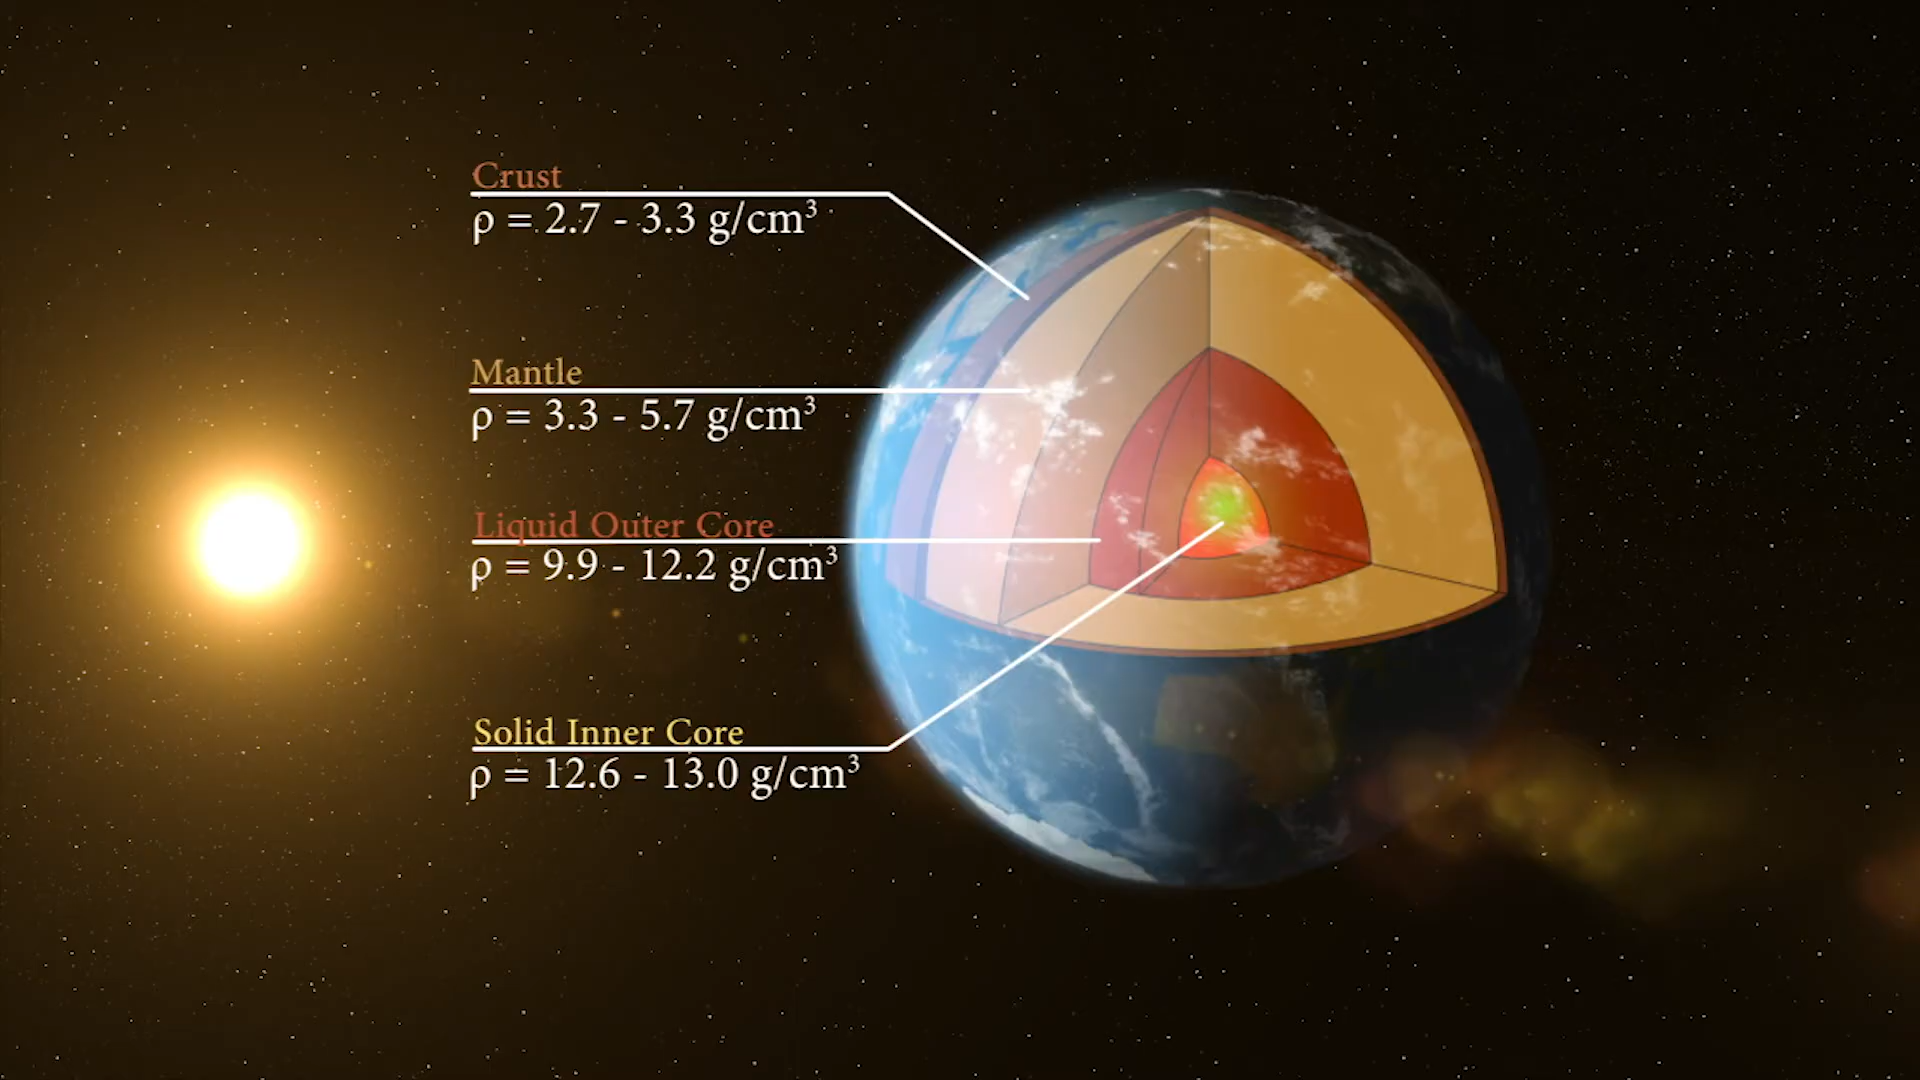 Crust
ρ = 2.7 - 3.3 g/cm³
Mantle
ρ = 3.3 - 5.7 g/cm³
Liquid Outer Core
ρ = 9.9 - 12.2 g/cm³
Solid Inner Core
ρ = 12.6 - 13.0 g/cm³